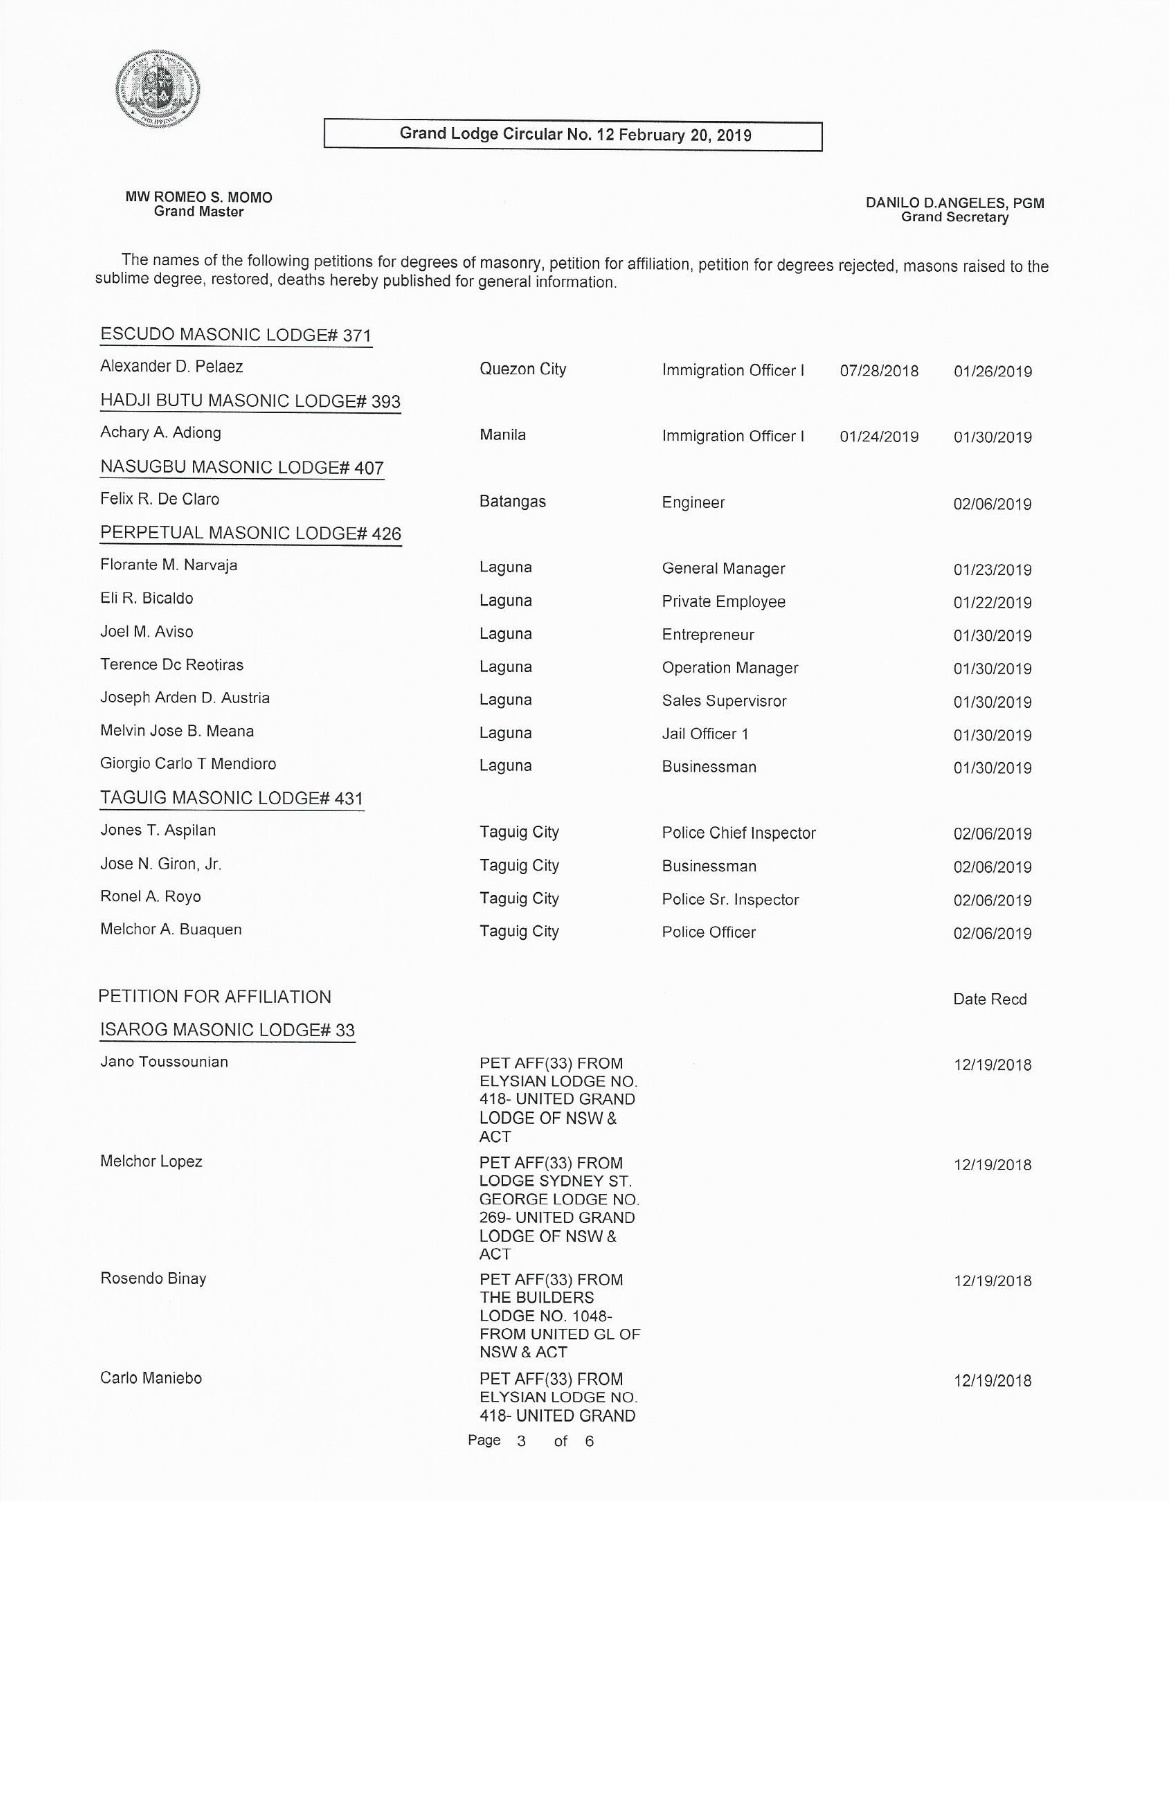 PHILIPPINES
Grand Lodge Circular No. 12 February 20, 2019
MW ROMEO S. MOMO
Grand Master
DANILO D.ANGELES, PGM
Grand Secretary
The names of the following petitions for degrees of masonry, petition for affiliation, petition for degrees rejected, masons raised to the
sublime degree, restored, deaths hereby published for general information.
ESCUDO MASONIC LODGE# 371
Alexander D. Pelaez Quezon City Immigration Officer I 07/28/2018 01/26/2019
HADJI BUTU MASONIC LODGE# 393
Achary A. Adiong Manila Immigration Officer I 01/24/2019 01/30/2019
NASUGBU MASONIC LODGE# 407
Felix R. De Claro Batangas Engineer 02/06/2019
PERPETUAL MASONIC LODGE# 426
Florante M. Narvaja Laguna General Manager 01/23/2019
Eli R. Bicaldo Laguna Private Employee 01/22/2019
Joel M. Aviso Laguna Entrepreneur 01/30/2019
Terence Dc Reotiras Laguna Operation Manager 01/30/2019
Joseph Arden D. Austria Laguna Sales Supervisror 01/30/2019
Melvin Jose B. Meana Laguna Jail Officer 1 01/30/2019
Giorgio Carlo T Mendioro Laguna Businessman 01/30/2019
TAGUIG MASONIC LODGE# 431
Jones T. Aspilan Taguig City Police Chief Inspector 02/06/2019
Jose N. Giron, Jr. Taguig City Businessman 02/06/2019
Ronel A. Royo Taguig City Police Sr. Inspector 02/06/2019
Melchor A. Buaquen Taguig City Police Officer 02/06/2019
PETITION FOR AFFILIATION Date Recd
ISAROG MASONIC LODGE# 33
Jano Toussounian PET AFF(33) FROM 12/19/2018
ELYSIAN LODGE NO.
418- UNITED GRAND
LODGE OF NSW &
ACT
Melchor Lopez PET AFF(33) FROM 12/19/2018
LODGE SYDNEY ST.
GEORGE LODGE NO.
269- UNITED GRAND
LODGE OF NSW &
ACT
Rosendo Binay PET AFF(33) FROM 12/19/2018
THE BUILDERS
LODGE NO. 1048-
FROM UNITED GL OF
NSW & ACT
Carlo Maniebo PET AFF(33) FROM 12/19/2018
ELYSIAN LODGE NO.
418- UNITED GRAND
Page 3 of 6